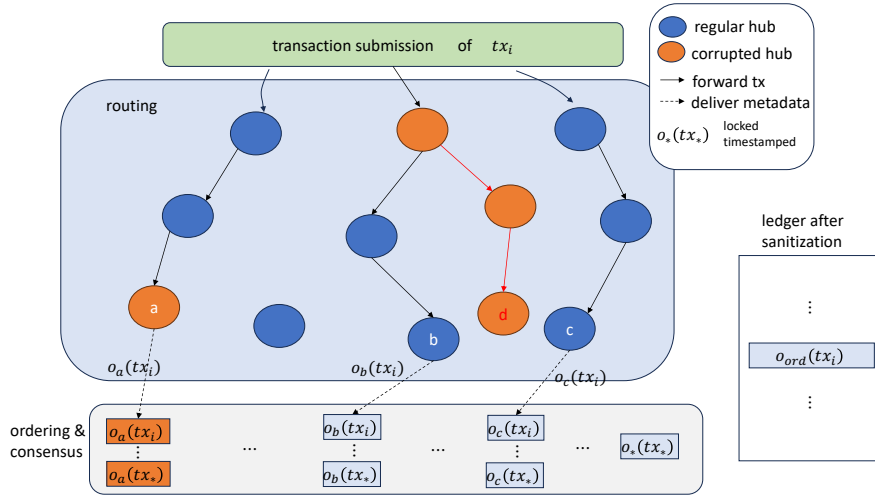 transaction submission of tx_i
regular hub
corrupted hub
forward tx
deliver metadata
o_*(tx_*) locked
timestamped
routing
a
b
c
d
o_a(tx_i)
o_b(tx_i)
o_c(tx_i)
ordering &
consensus
o_a(tx_i)
⋮
o_a(tx_*)
...
o_b(tx_i)
⋮
o_b(tx_*)
...
o_c(tx_i)
⋮
o_c(tx_*)
...
o_*(tx_*)
ledger after
sanitization
⋮
o_ord(tx_i)
⋮